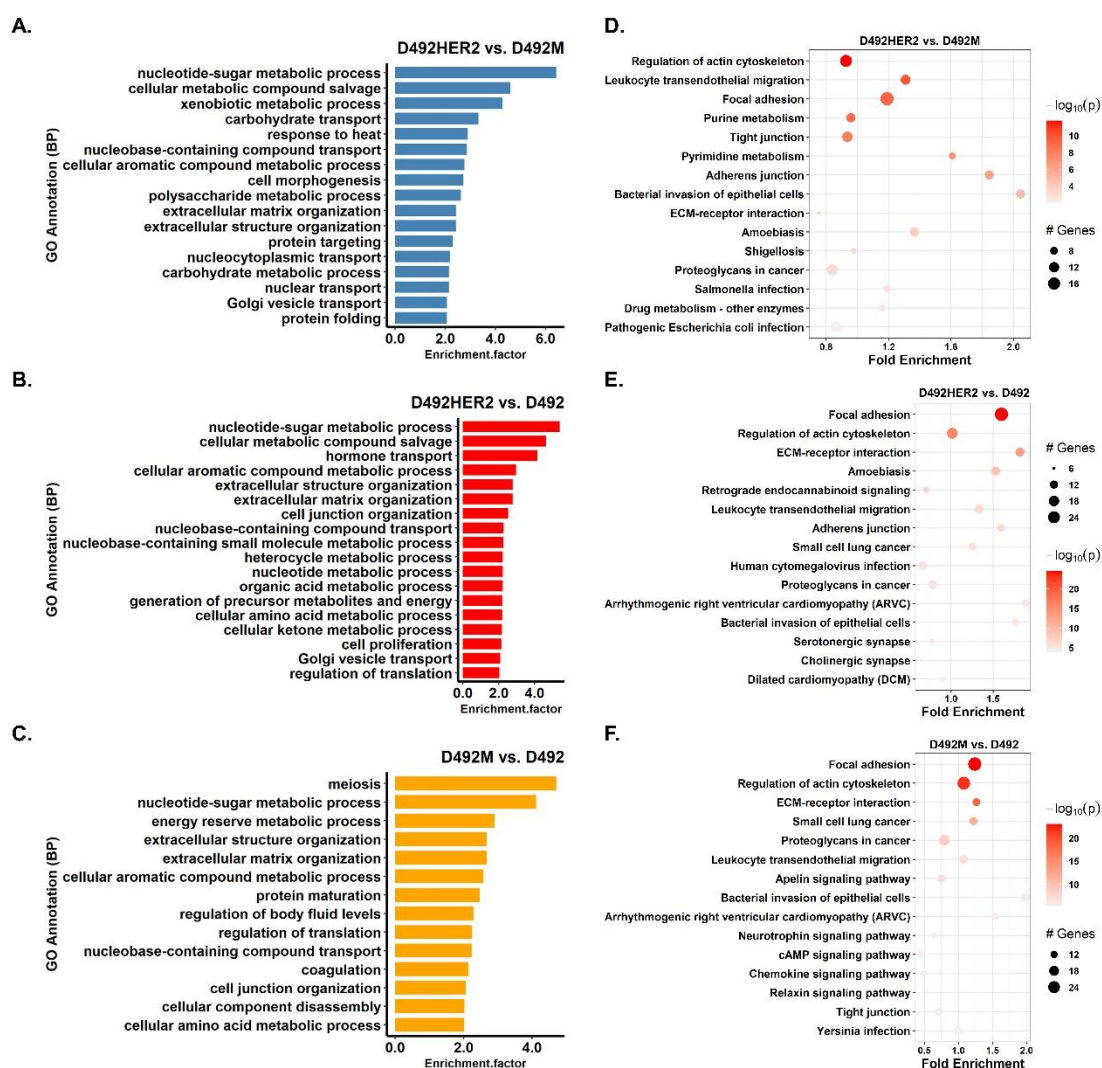 A.
D492HER2 vs. D492M
GO Annotation (BP)
nucleotide-sugar metabolic process
cellular metabolic compound salvage
xenobiotic metabolic process
carbohydrate transport
response to heat
nucleobase-containing compound transport
cellular aromatic compound metabolic process
cell morphogenesis
polysaccharide metabolic process
extracellular matrix organization
extracellular structure organization
protein targeting
nucleocytoplasmic transport
carbohydrate metabolic process
nuclear transport
Golgi vesicle transport
protein folding
0.0 2.0 4.0 6.0
Enrichment.factor
B.
D492HER2 vs. D492
GO Annotation (BP)
nucleotide-sugar metabolic process
cellular metabolic compound salvage
hormone transport
cellular aromatic compound metabolic process
extracellular structure organization
extracellular matrix organization
cell junction organization
nucleobase-containing compound transport
nucleobase-containing small molecule metabolic process
heterocycle metabolic process
nucleotide metabolic process
organic acid metabolic process
generation of precursor metabolites and energy
cellular amino acid metabolic process
cellular ketone metabolic process
cell proliferation
Golgi vesicle transport
regulation of translation
0.0 2.0 4.0
Enrichment.factor
C.
D492M vs. D492
GO Annotation (BP)
meiosis
nucleotide-sugar metabolic process
energy reserve metabolic process
extracellular structure organization
extracellular matrix organization
cellular aromatic compound metabolic process
protein maturation
regulation of body fluid levels
regulation of translation
nucleobase-containing compound transport
coagulation
cell junction organization
cellular component disassembly
cellular amino acid metabolic process
0.0 2.0 4.0
Enrichment.factor
D.
D492HER2 vs. D492M
Regulation of actin cytoskeleton
Leukocyte transendothelial migration
Focal adhesion
Purine metabolism
Tight junction
Pyrimidine metabolism
Adherens junction
Bacterial invasion of epithelial cells
ECM-receptor interaction
Amoebiasis
Shigellosis
Proteoglycans in cancer
Salmonella infection
Drug metabolism - other enzymes
Pathogenic Escherichia coli infection
0.8 1.2 1.6 2.0
Fold Enrichment
−log10(p)
10
8
6
4
# Genes
8
12
16
E.
D492HER2 vs. D492
Focal adhesion
Regulation of actin cytoskeleton
ECM-receptor interaction
Amoebiasis
Retrograde endocannabinoid signaling
Leukocyte transendothelial migration
Adherens junction
Small cell lung cancer
Human cytomegalovirus infection
Proteoglycans in cancer
Arrhythmogenic right ventricular cardiomyopathy (ARVC)
Bacterial invasion of epithelial cells
Serotonergic synapse
Cholinergic synapse
Dilated cardiomyopathy (DCM)
1.0 1.5
Fold Enrichment
# Genes
6
12
18
24
−log10(p)
20
15
10
5
F.
D492M vs. D492
Focal adhesion
Regulation of actin cytoskeleton
ECM-receptor interaction
Small cell lung cancer
Proteoglycans in cancer
Leukocyte transendothelial migration
Apelin signaling pathway
Bacterial invasion of epithelial cells
Arrhythmogenic right ventricular cardiomyopathy (ARVC)
Neurotrophin signaling pathway
cAMP signaling pathway
Chemokine signaling pathway
Relaxin signaling pathway
Tight junction
Yersinia infection
0.5 1.0 1.5 2.0
Fold Enrichment
−log10(p)
20
15
10
# Genes
12
18
24